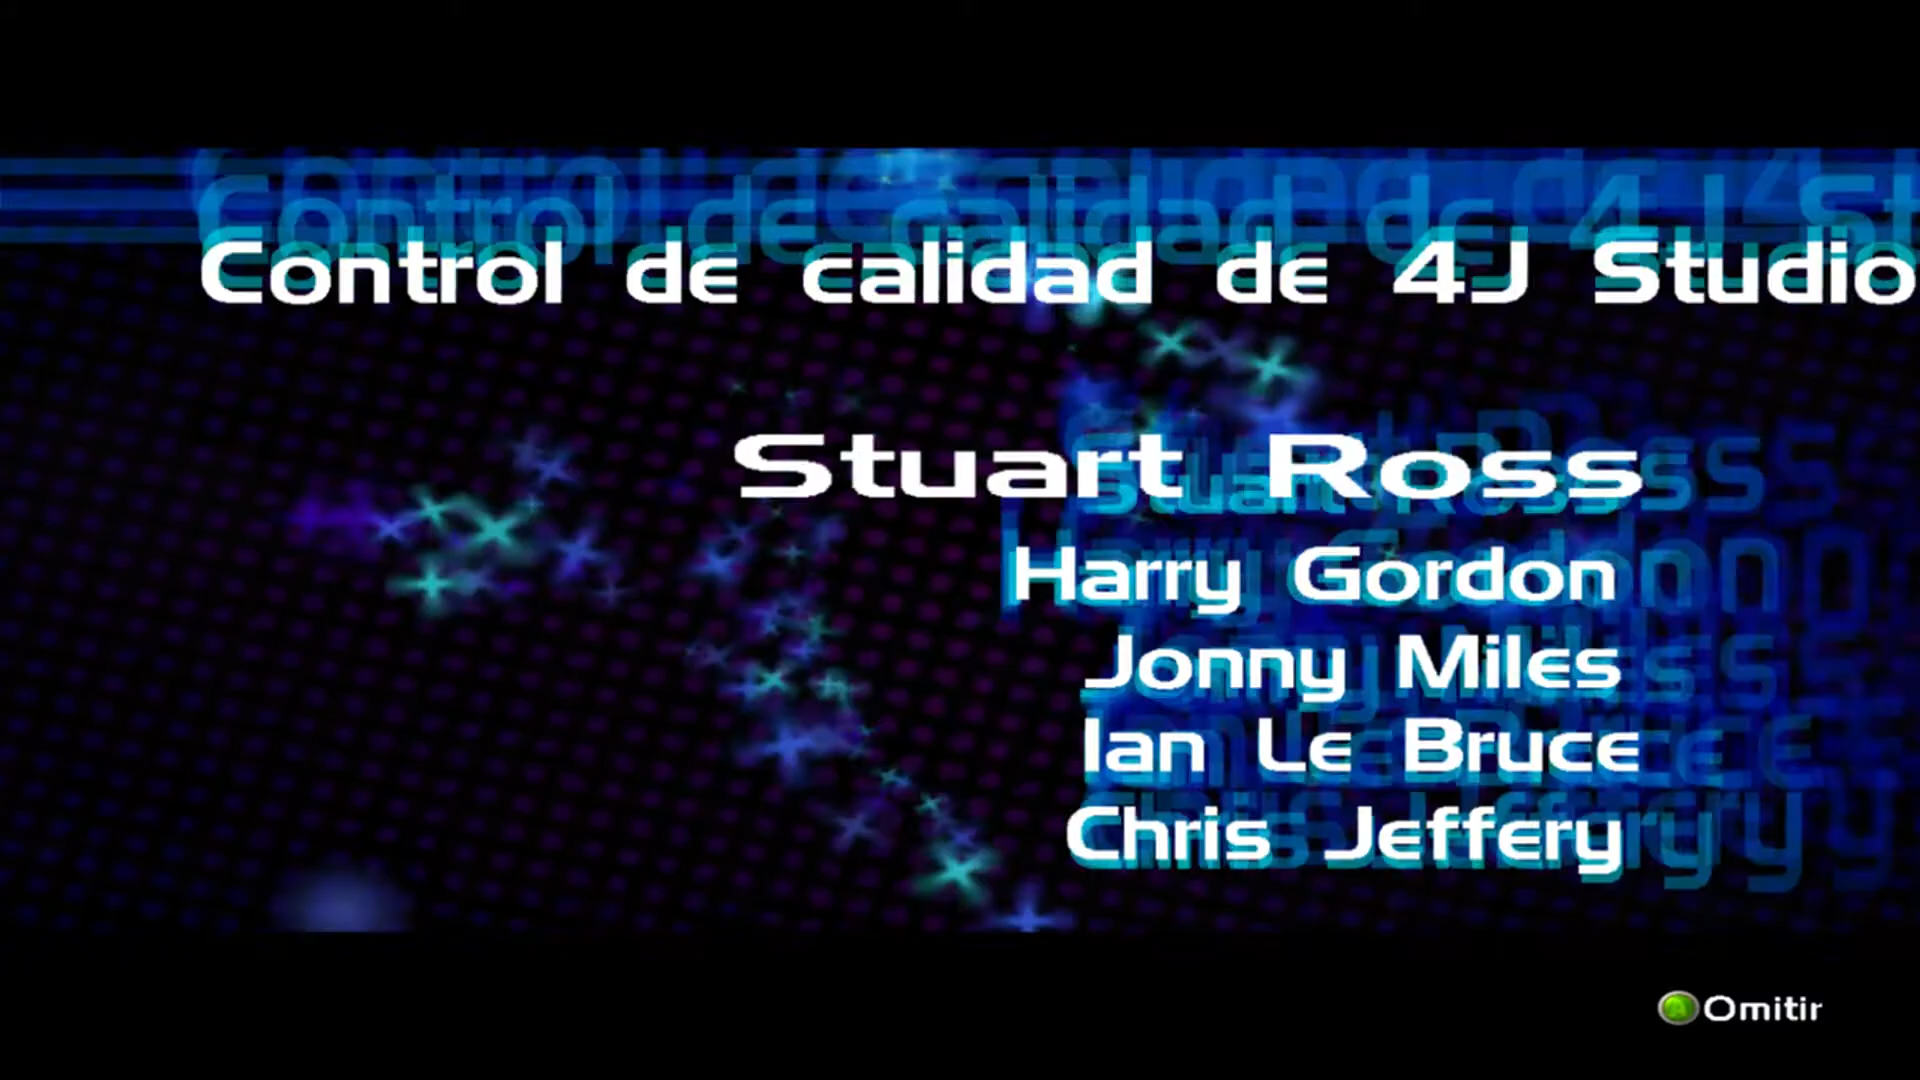 Control de calidad de 4J Studio
Stuart Ross
Harry Gordon
Jonny Miles
Ian Le Bruce
Chris Jeffery
Omitir